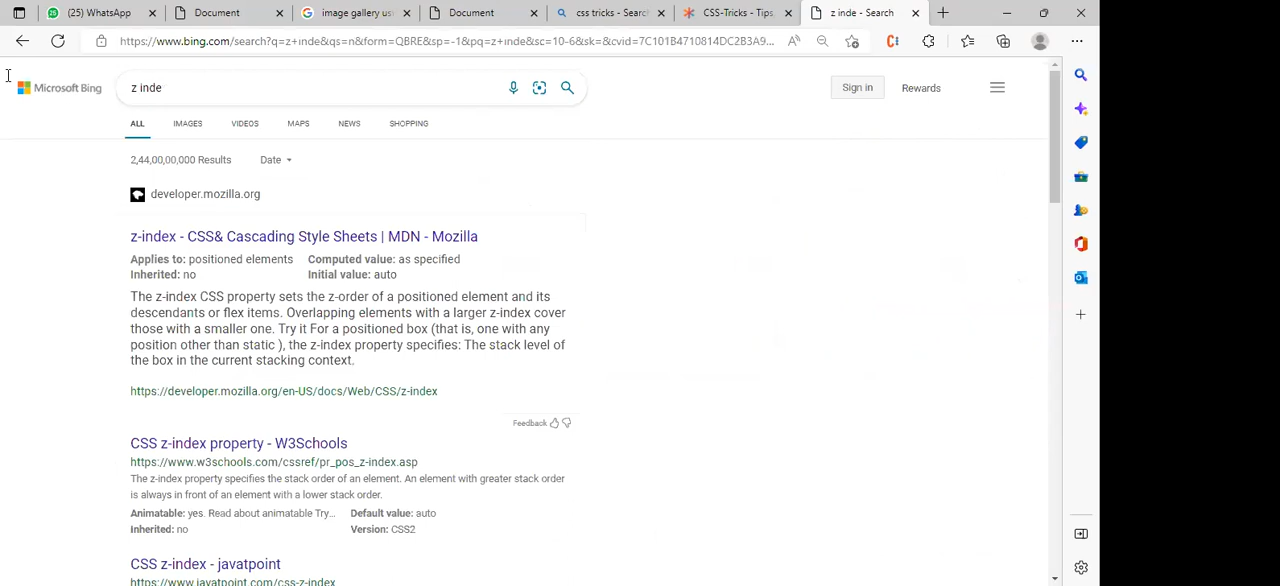 (25) WhatsApp
Document
image gallery us
Document
css tricks - Search
CSS-Tricks - Tips,
z inde - Search
https://www.bing.com/search?q=z+inde&qs=n&form=QBRE&sp=-1&pq=z+inde&sc=10-6&sk=&cvid=7C101B4710814DC2B3A9...
Microsoft Bing
z inde
Sign in
Rewards
ALL IMAGES VIDEOS MAPS NEWS SHOPPING
2,44,00,00,000 Results Date
developer.mozilla.org
z-index - CSS& Cascading Style Sheets | MDN - Mozilla
Applies to: positioned elements Computed value: as specified
Inherited: no Initial value: auto
The z-index CSS property sets the z-order of a positioned element and its
descendants or flex items. Overlapping elements with a larger z-index cover
those with a smaller one. Try it For a positioned box (that is, one with any
position other than static ), the z-index property specifies: The stack level of
the box in the current stacking context.
https://developer.mozilla.org/en-US/docs/Web/CSS/z-index
Feedback
CSS z-index property - W3Schools
https://www.w3schools.com/cssref/pr_pos_z-index.asp
The z-index property specifies the stack order of an element. An element with greater stack order
is always in front of an element with a lower stack order.
Animatable: yes. Read about animatable Try... Default value: auto
Inherited: no Version: CSS2
CSS z-index - javatpoint
https://www.javatpoint.com/css-z-index